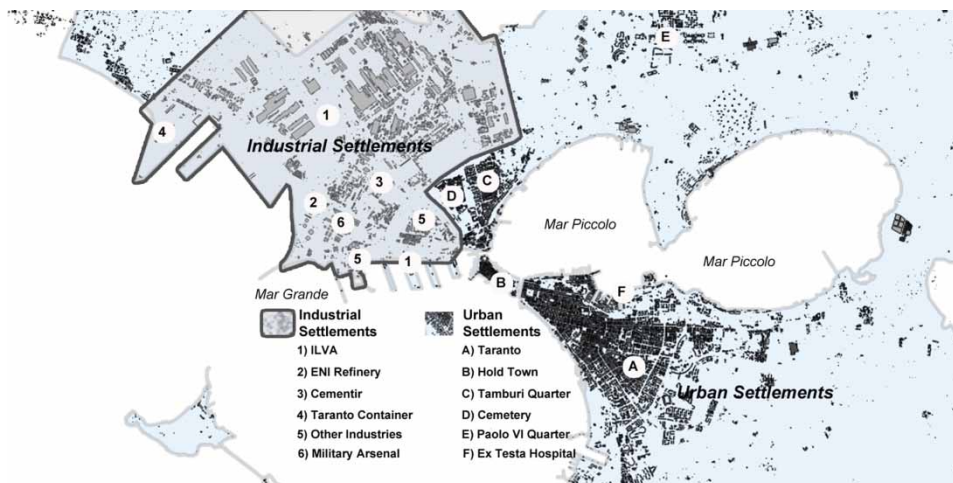 E
1
4
Industrial Settlements
3
C
D
2
6
5
Mar Piccolo
5
1
Mar Piccolo
B
F
Mar Grande
Industrial
Settlements
1) ILVA
2) ENI Refinery
3) Cementir
4) Taranto Container
5) Other Industries
6) Military Arsenal
Urban
Settlements
A) Taranto
B) Hold Town
C) Tamburi Quarter
D) Cemetery
E) Paolo VI Quarter
F) Ex Testa Hospital
A
Urban Settlements